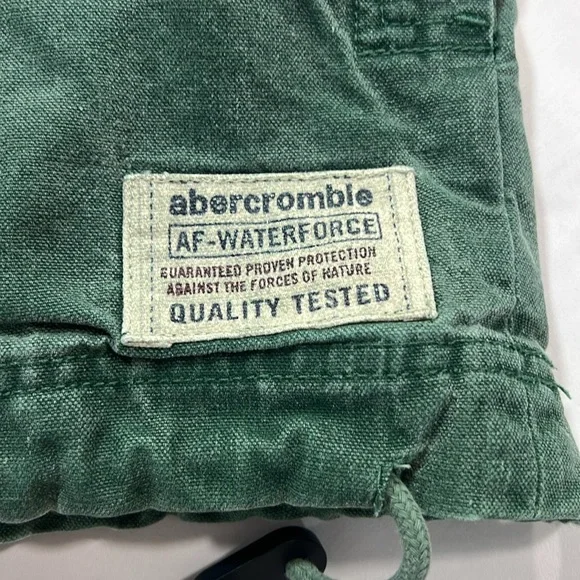 abercrombie
AF-WATERFORCE
GUARANTEED PROVEN PROTECTION
AGAINST THE FORCES OF NATURE
QUALITY TESTED